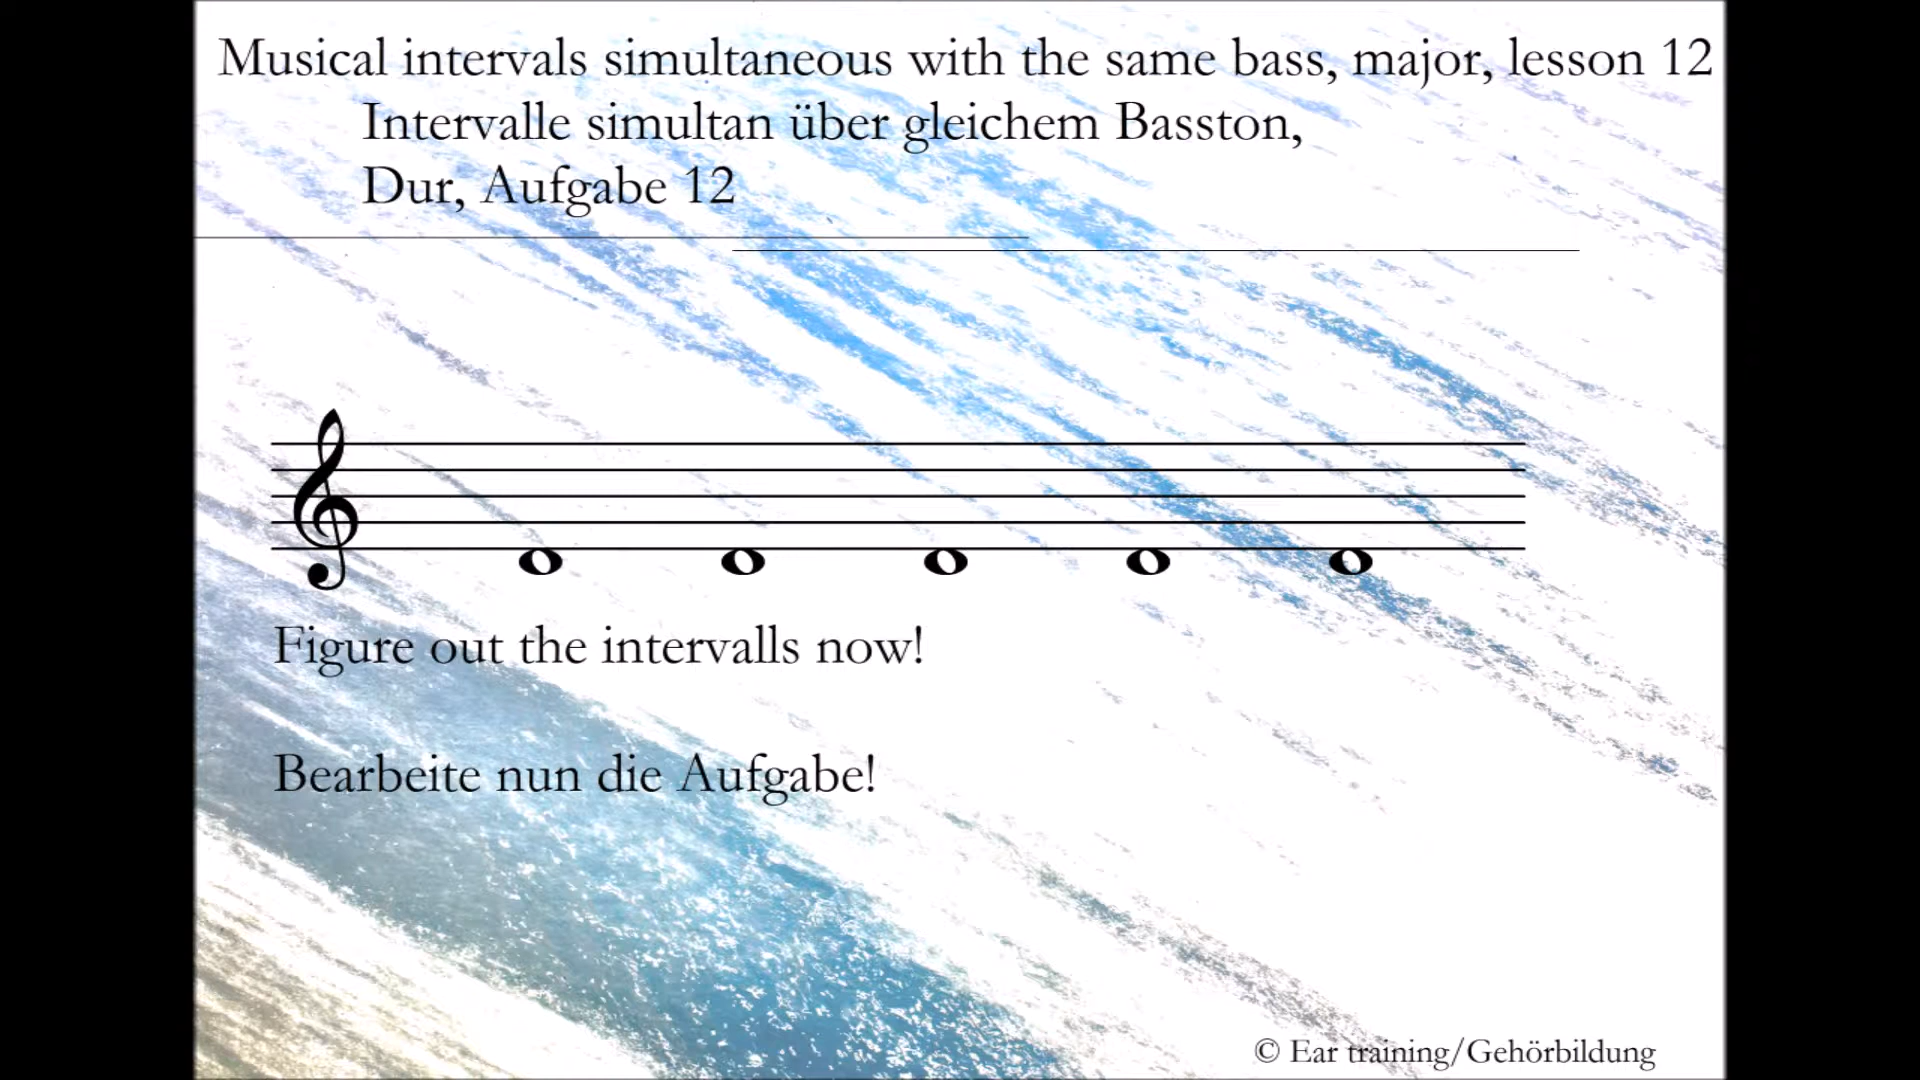 Musical intervals simultaneous with the same bass, major, lesson 12
Intervalle simultan über gleichem Basston,
Dur, Aufgabe 12
Figure out the intervalls now!
Bearbeite nun die Aufgabe!
© Ear training/Gehörbildung